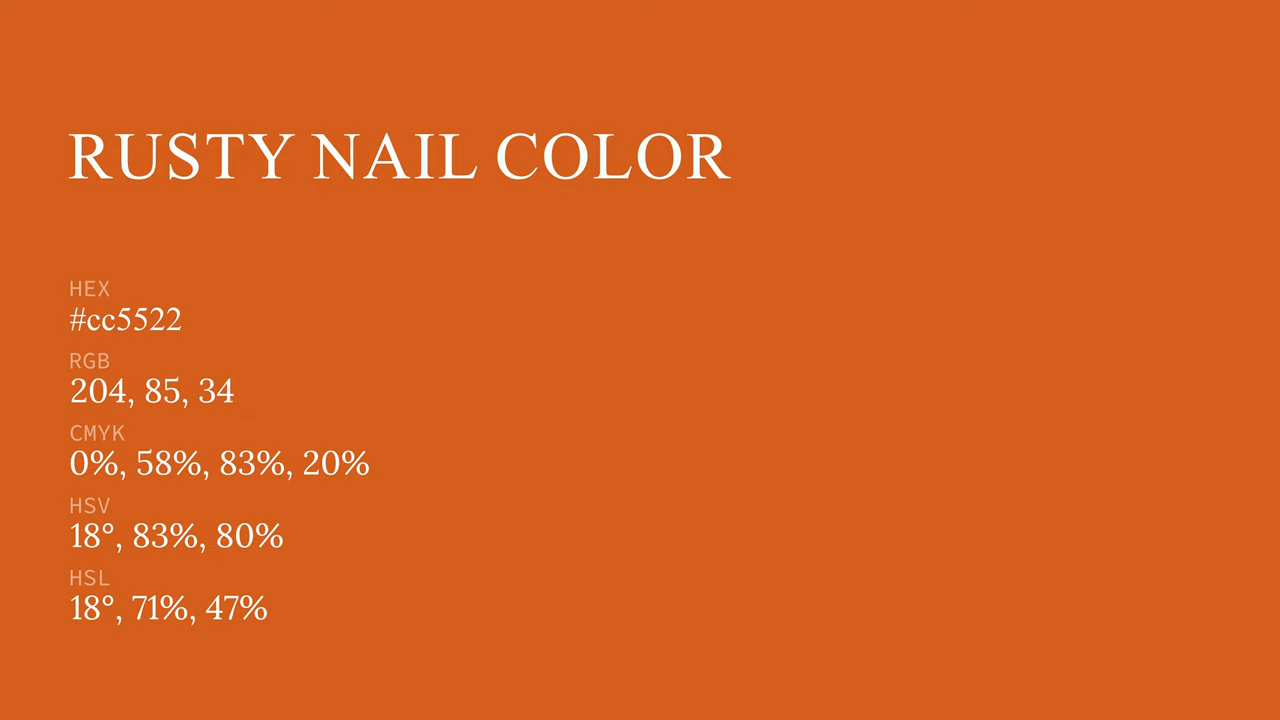 RUSTY NAIL COLOR
HEX
#cc5522
RGB
204, 85, 34
CMYK
0%, 58%, 83%, 20%
HSV
18°, 83%, 80%
HSL
18°, 71%, 47%